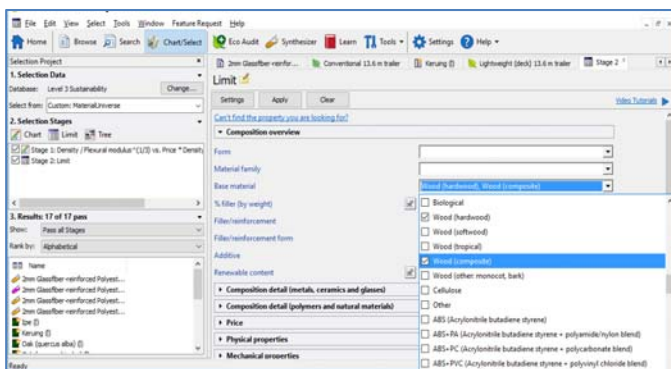 File Edit View Select Tools Window Feature Request Help
Home Browse Search Chart/Select Eco Audit Synthesizer Learn Tools Settings Help
Selection Project
1. Selection Data
Database: Level 3 Sustainability Change...
Select from: Custom: MaterialUniverse
2. Selection Stages
Chart Limit Tree
Stage 1: Density / Flexural modulus^(1/3) vs. Price * Density
Stage 2: Limit
3. Results: 17 of 17 pass
Show: Pass all Stages
Rank by: Alphabetical
Name
2mm Glassfiber-reinforced Polyest...
2mm Glassfiber-reinforced Polyest...
2mm Glassfiber-reinforced Polyest...
2mm Glassfiber-reinforced Polyest...
Ipe (l)
Keruing (l)
Oak (quercus alba) (l)
Ready
2mm Glassfiber-reinfor... Conventional 13.6 m trailer Keruing (l) Lightweight (deck) 13.6 m trailer Stage 2
Limit
Settings Apply Clear Video Tutorials
Can't find the property you are looking for?
Composition overview
Form
Material family
Base material Wood (hardwood), Wood (composite)
% filler (by weight)
Filler/reinforcement
Filler/reinforcement form
Additive
Renewable content
Composition detail (metals, ceramics and glasses)
Composition detail (polymers and natural materials)
Price
Physical properties
Mechanical properties
Biological
Wood (hardwood)
Wood (softwood)
Wood (tropical)
Wood (composite)
Wood (other: monocot, bark)
Cellulose
Other
ABS (Acrylonitrile butadiene styrene)
ABS+PA (Acrylonitrile butadiene styrene + polyamide/nylon blend)
ABS+PC (Acrylonitrile butadiene styrene + polycarbonate blend)
ABS+PVC (Acrylonitrile butadiene styrene + polyvinyl chloride blend)